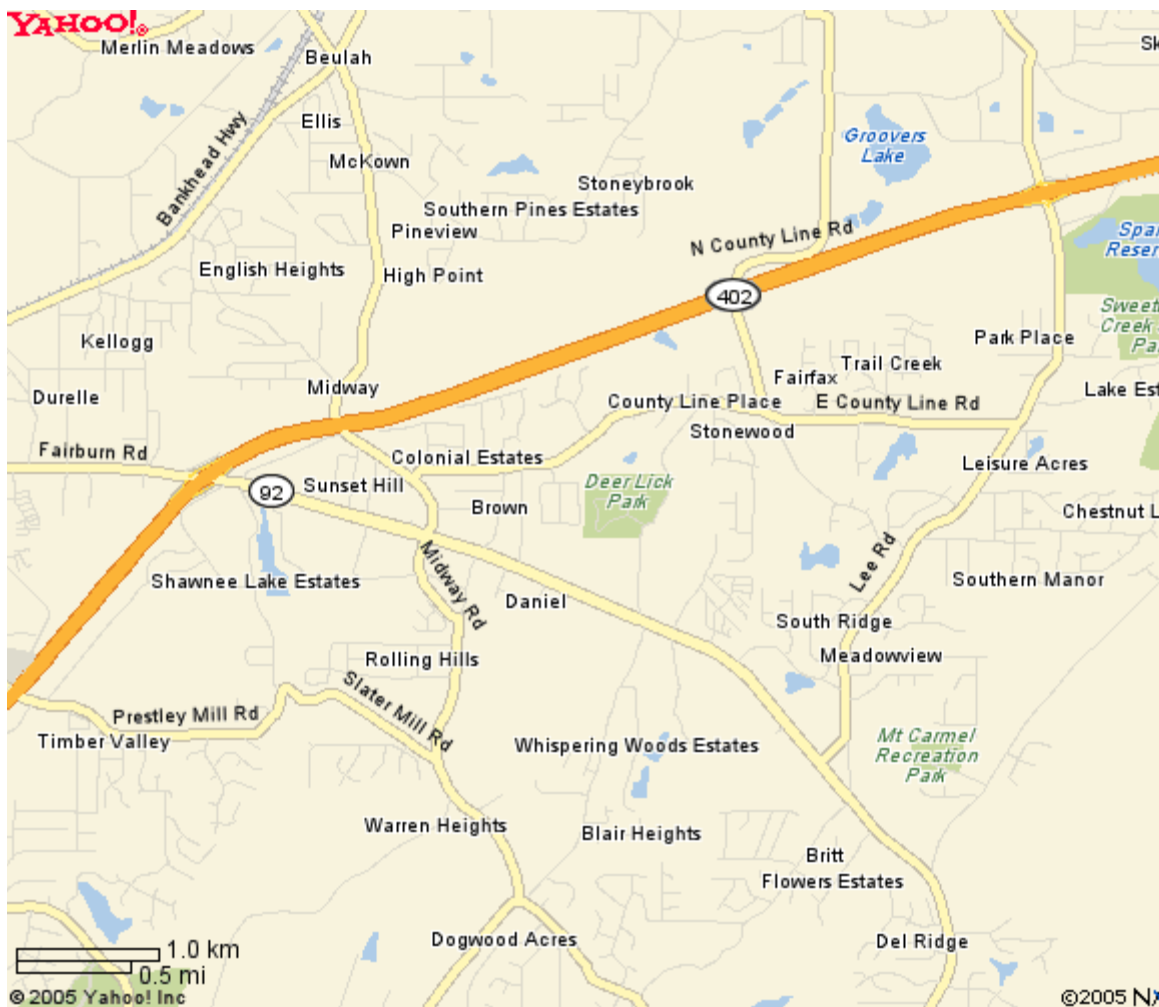 YAHOO!
Merlin Meadows
Beulah
Ellis
Bankhead Hwy
McKown
Groovers
Lake
Stoneybrook
Southern Pines Estates
Pineview
N County Line Rd
English Heights
High Point
402
Kellogg
Park Place
Trail Creek
Fairfax
Midway
Durelle
County Line Place
E County Line Rd
Stonewood
Fairburn Rd
Colonial Estates
Leisure Acres
Sunset Hill
92
Deer Lick
Park
Brown
Chestnut L
Midway Rd
Lee Rd
Shawnee Lake Estates
Southern Manor
Daniel
South Ridge
Rolling Hills
Meadowview
Slater Mill Rd
Prestley Mill Rd
Timber Valley
Whispering Woods Estates
Mt Carmel
Recreation
Park
Warren Heights
Blair Heights
Britt
Flowers Estates
Dogwood Acres
Del Ridge
1.0 km
0.5 mi
© 2005 Yahoo! Inc
©2005